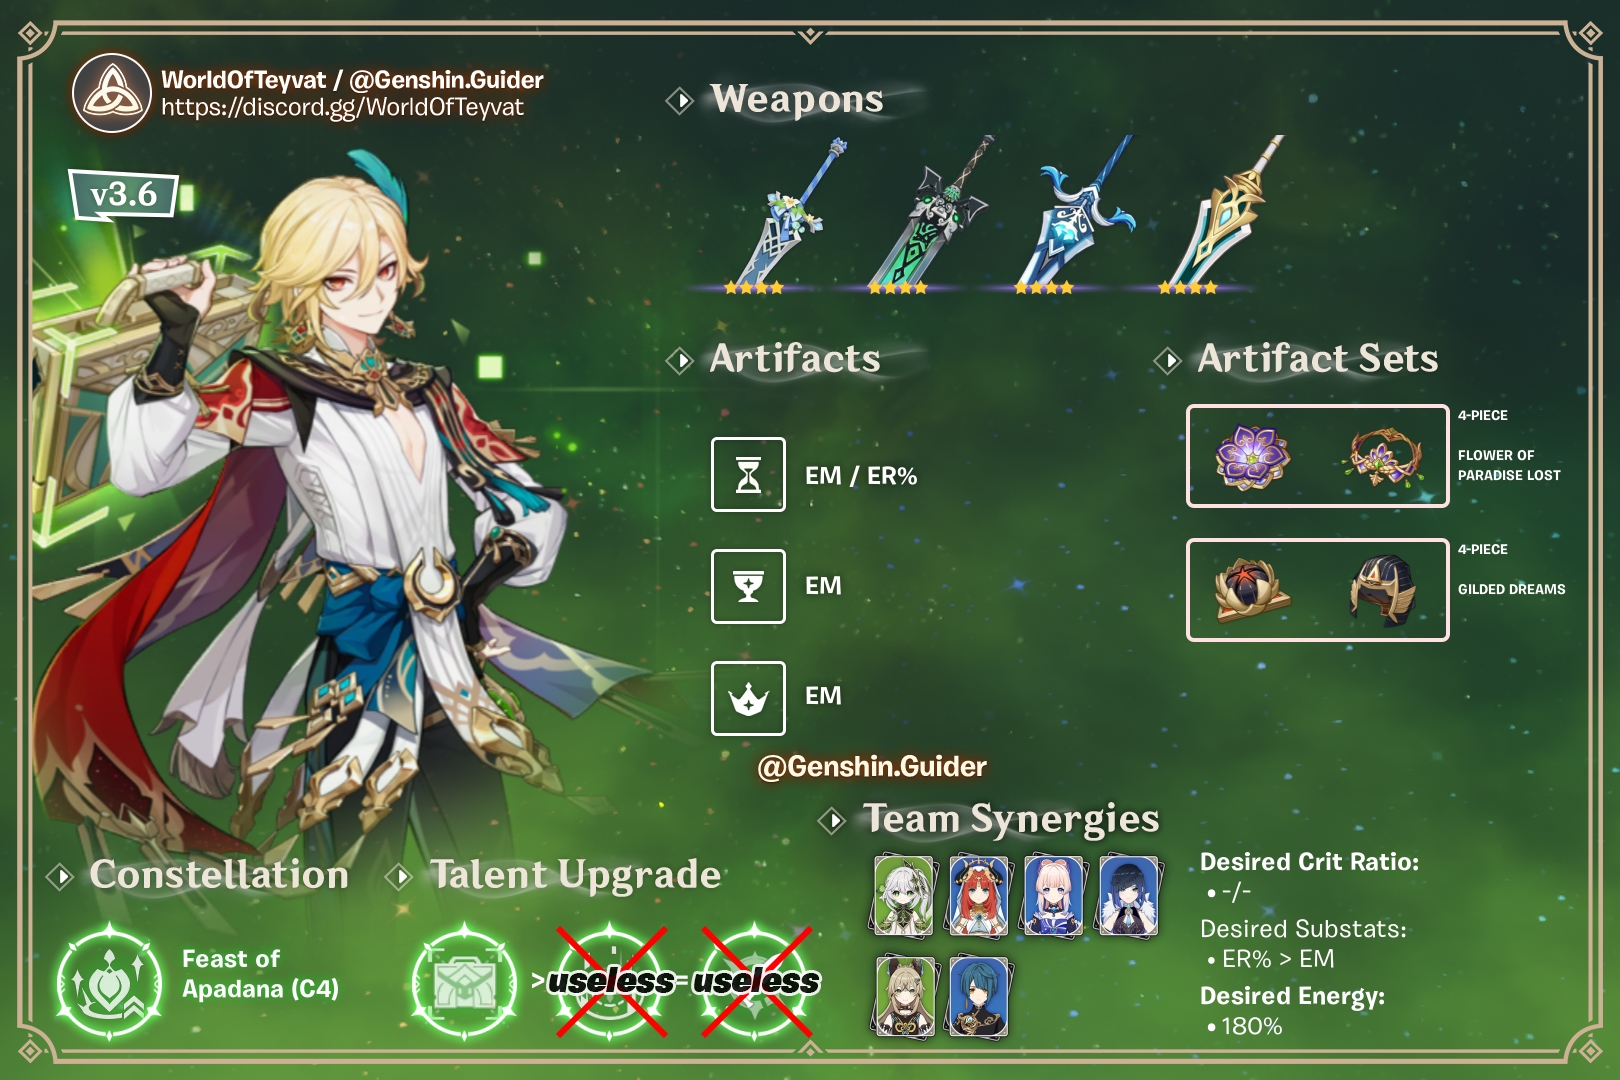 WorldOfTeyvat / @Genshin.Guider
https://discord.gg/WorldOfTeyvat
v3.6
Weapons
Artifacts
EM / ER%
EM
EM
@Genshin.Guider
Artifact Sets
4-PIECE
FLOWER OF
PARADISE LOST
4-PIECE
GILDED DREAMS
Constellation
Feast of
Apadana (C4)
Talent Upgrade
>useless=useless
Team Synergies
Desired Crit Ratio:
• -/-
Desired Substats:
• ER% > EM
Desired Energy:
• 180%